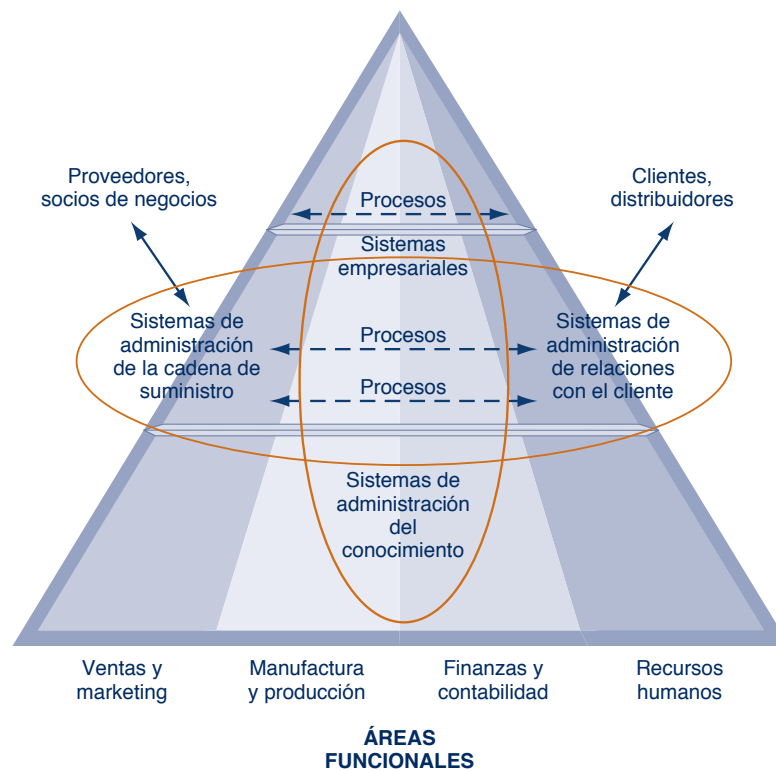 Proveedores,
socios de negocios
Clientes,
distribuidores
Procesos
Sistemas
empresariales
Sistemas de
administración
de la cadena de
suministro
Procesos
Procesos
Sistemas de
administración
de relaciones
con el cliente
Sistemas de
administración
del
conocimiento
Ventas y
marketing
Manufactura
y producción
Finanzas y
contabilidad
Recursos
humanos
ÁREAS
FUNCIONALES